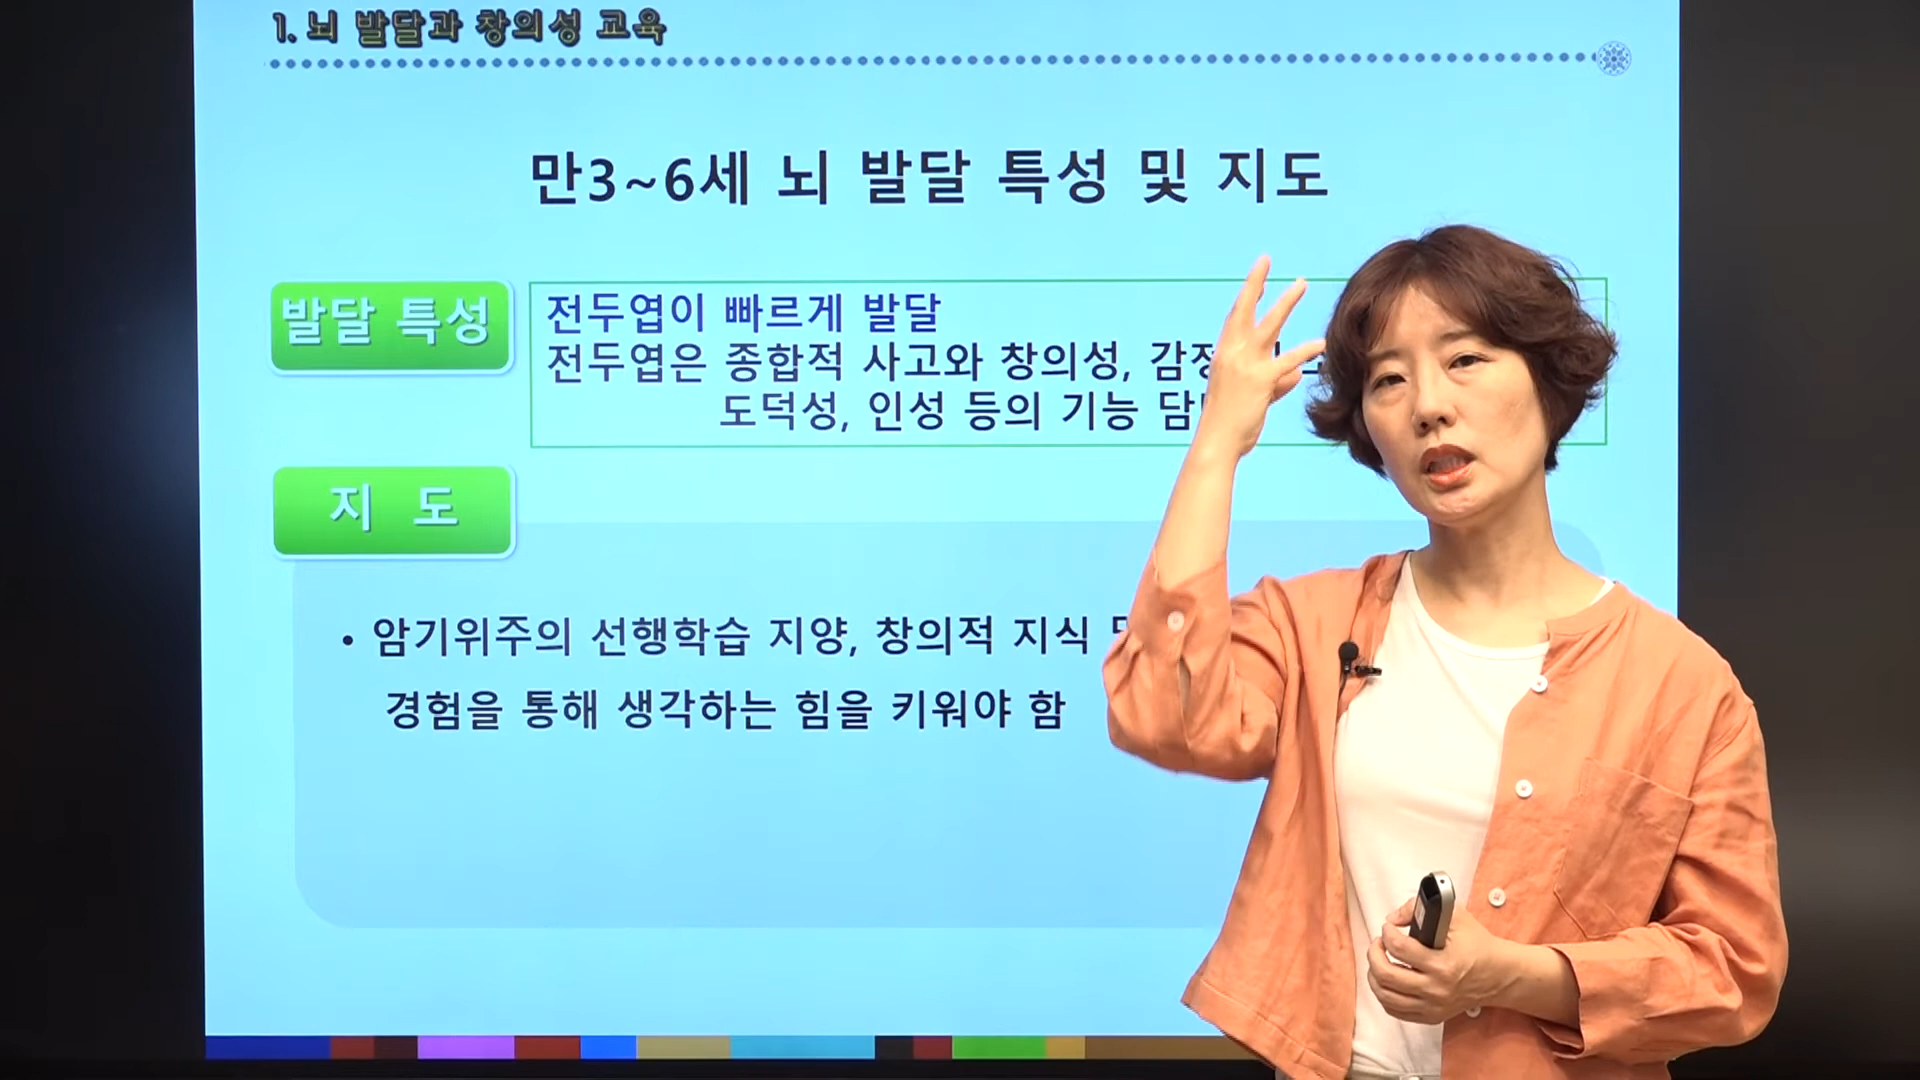 1. 뇌 발달과 창의성 교육
만3~6세 뇌 발달 특성 및 지도
발달 특성
전두엽이 빠르게 발달
전두엽은 종합적 사고와 창의성,
도덕성, 인성 등의 기능
지 도
• 암기위주의 선행학습 지양, 창의적 지식
경험을 통해 생각하는 힘을 키워야 함